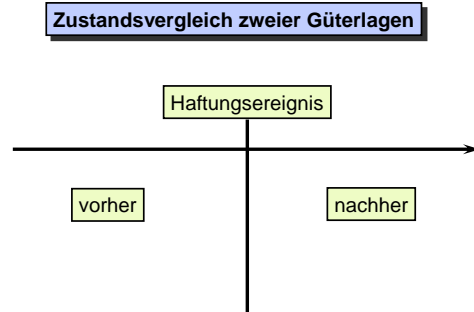 Zustandsvergleich zweier Güterlagen
Haftungsereignis
vorher
nachher